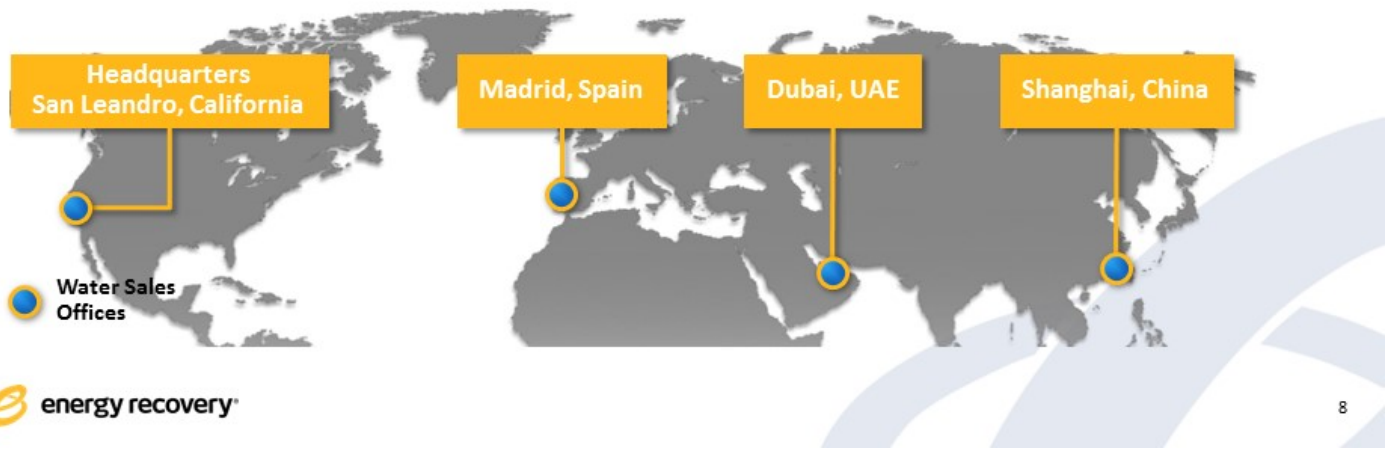 Headquarters
San Leandro, California
Madrid, Spain
Dubai, UAE
Shanghai, China
Water Sales
Offices
energy recovery
8